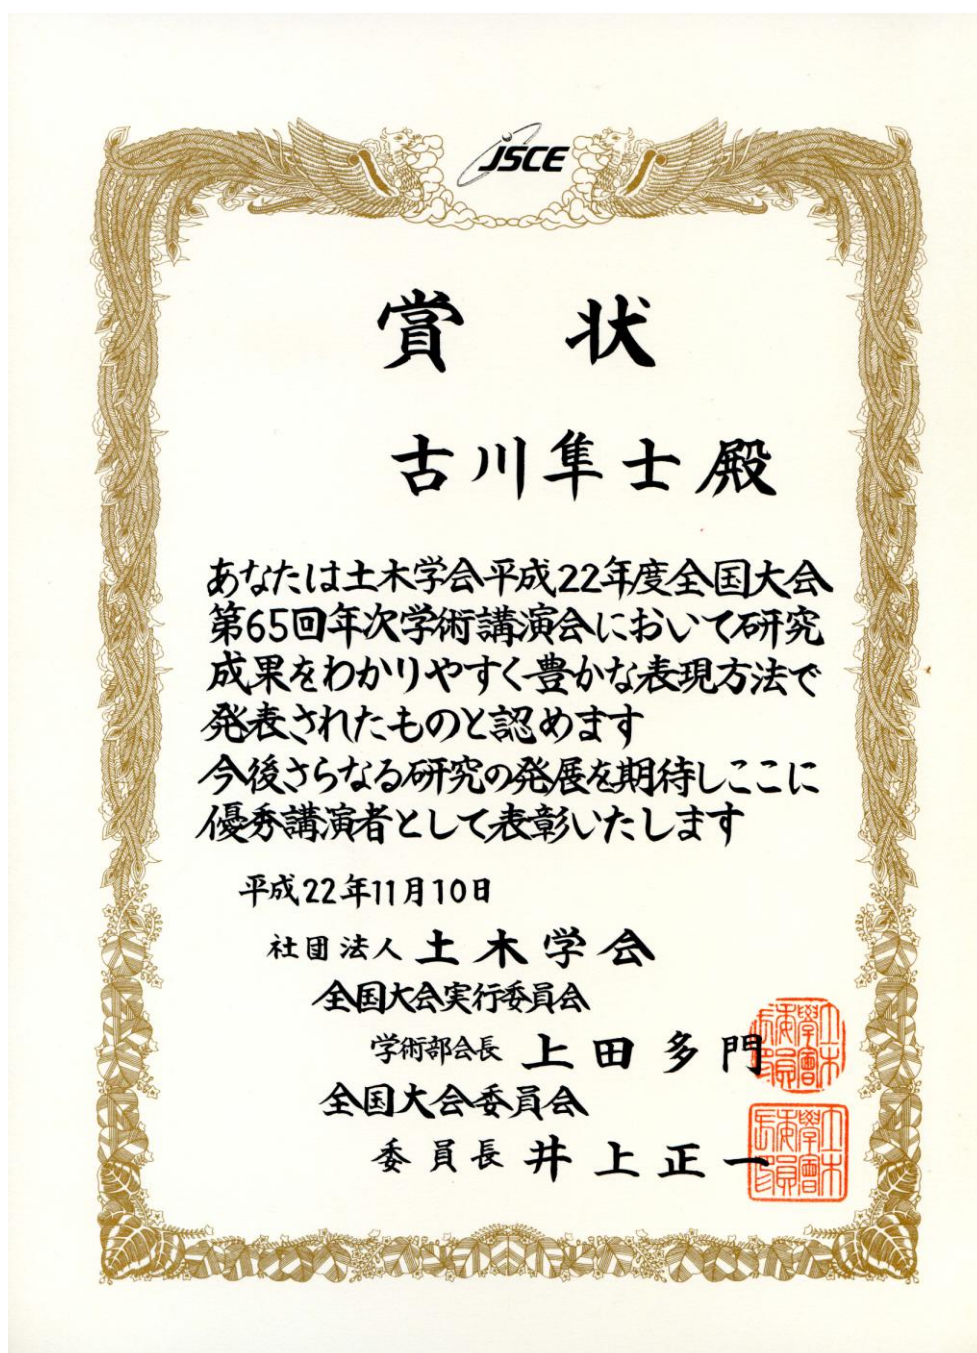 JSCE
賞状
古川隼士殿
あなたは土木学会平成22年度全国大会
第65回年次学術講演会において研究
成果をわかりやすく豊かな表現方法で
発表されたものと認めます
今後さらなる研究の発展を期待しここに
優秀講演者として表彰いたします
平成22年11月10日
社団法人 土木学会
全国大会実行委員会
学術部会長 上田多門
全国大会委員会
委員長 井上正一